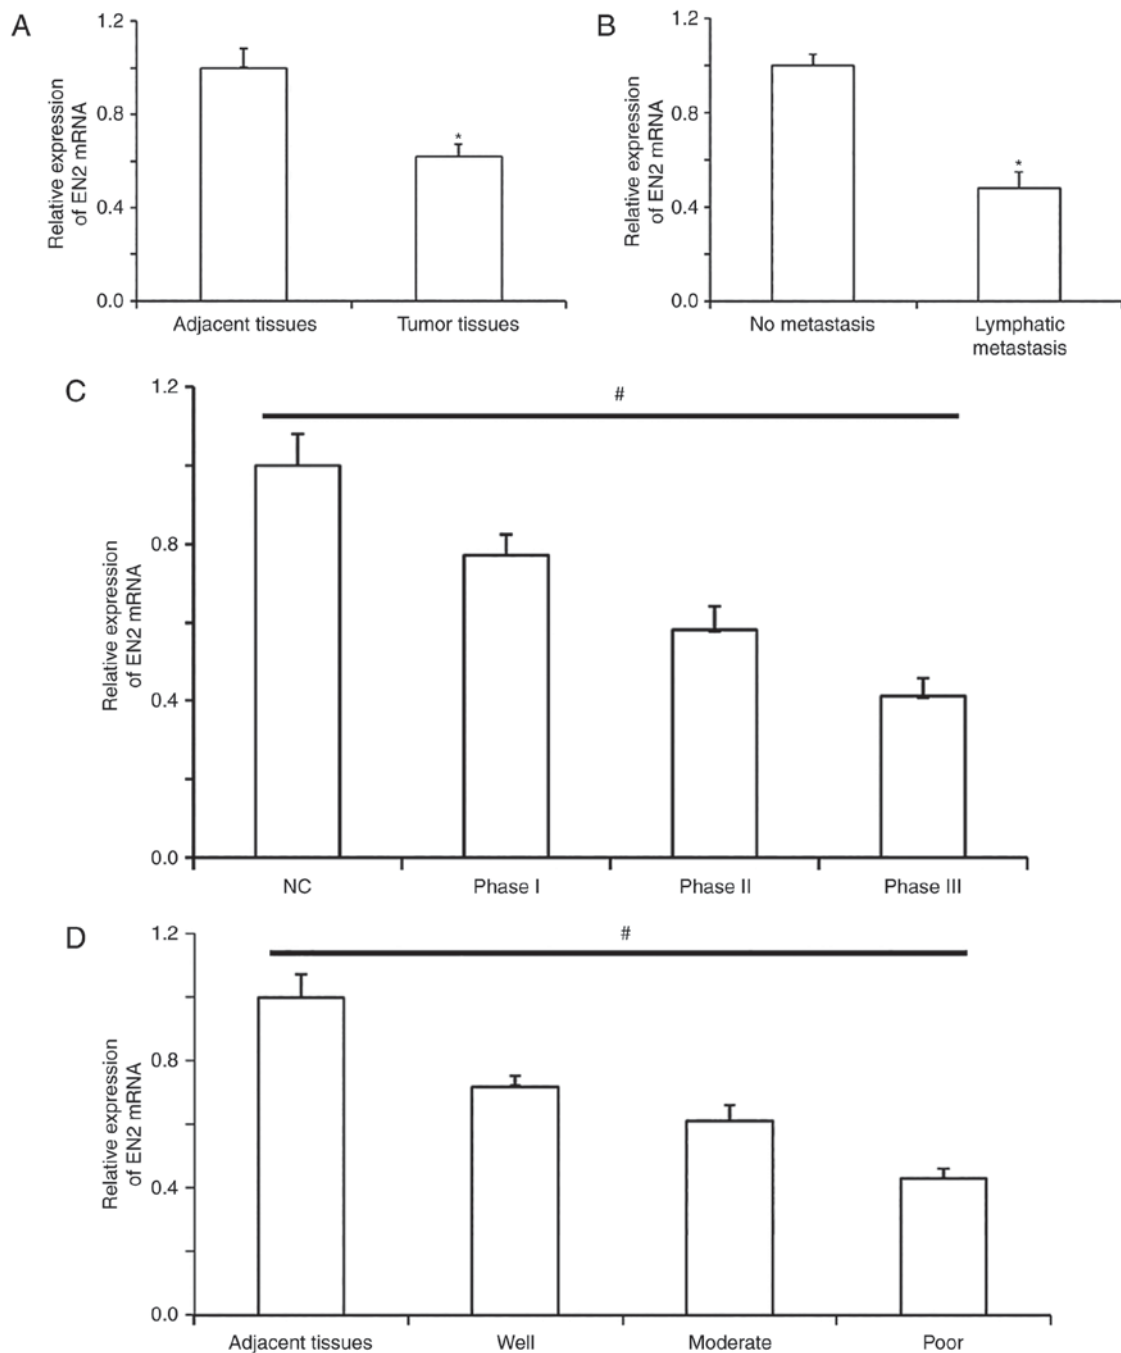 A
Relative expression
of EN2 mRNA
1.2
0.8
0.4
0.0
*
Adjacent tissues
Tumor tissues
B
Relative expression
of EN2 mRNA
1.2
0.8
0.4
0.0
*
No metastasis
Lymphatic
metastasis
C
Relative expression
of EN2 mRNA
1.2
0.8
0.4
0.0
#
NC
Phase I
Phase II
Phase III
D
Relative expression
of EN2 mRNA
1.2
0.8
0.4
0.0
#
Adjacent tissues
Well
Moderate
Poor